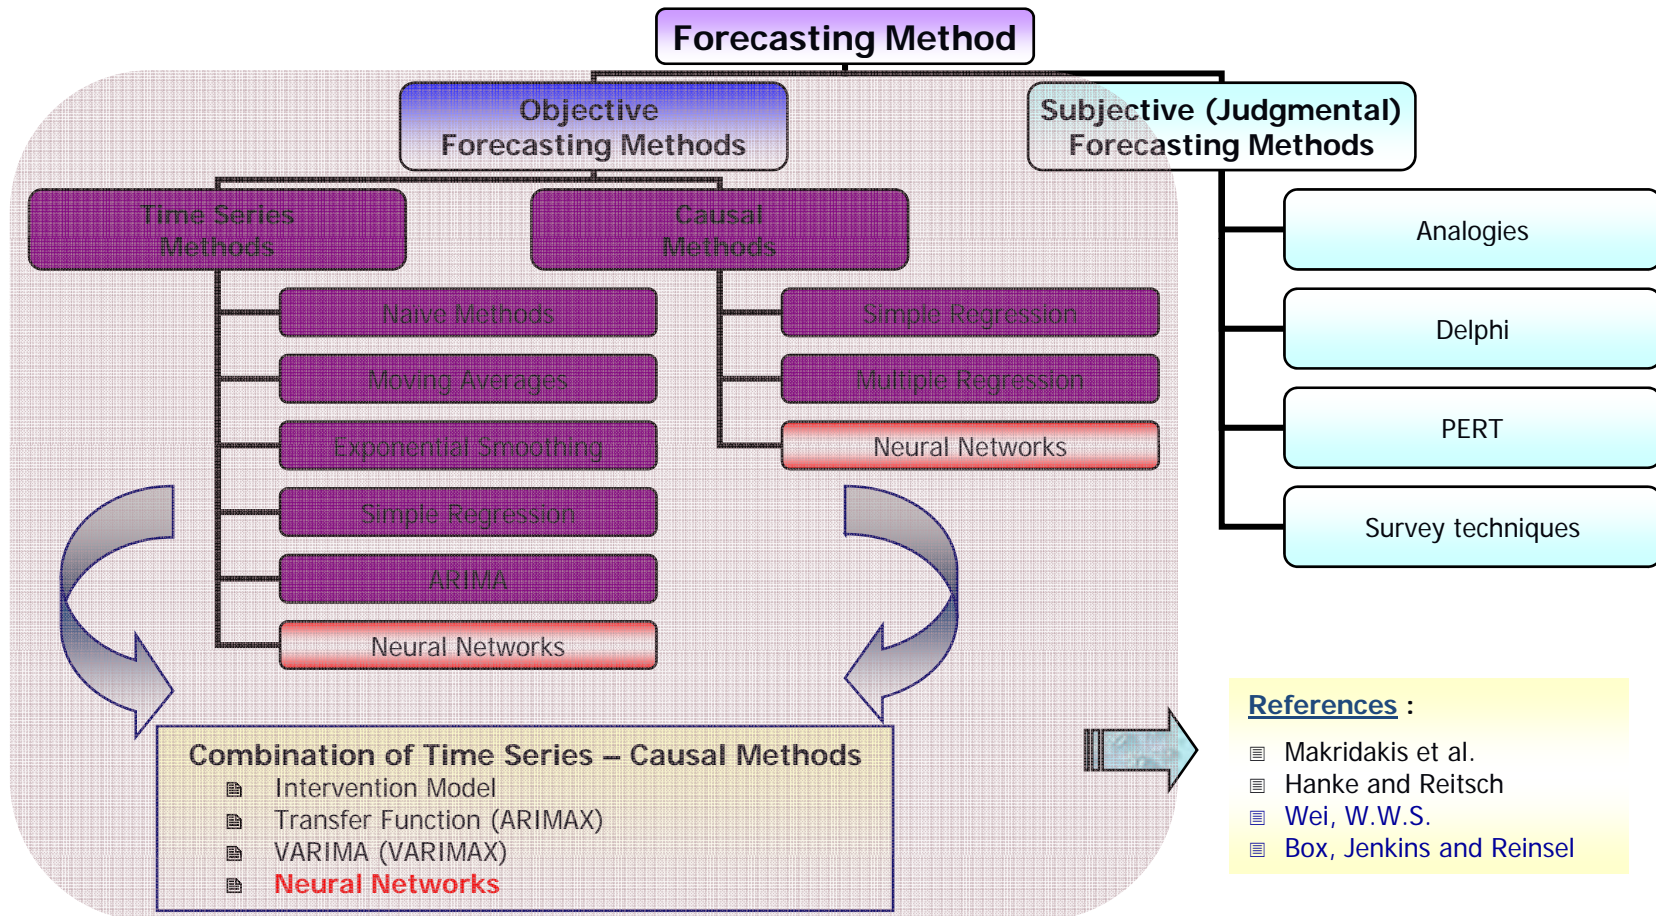 Forecasting Method
Objective
Forecasting Methods
Subjective (Judgmental)
Forecasting Methods
Time Series
Methods
Causal
Methods
Naive Methods
Moving Averages
Exponential Smoothing
Simple Regression
ARIMA
Neural Networks
Simple Regression
Multiple Regression
Neural Networks
Analogies
Delphi
PERT
Survey techniques
Combination of Time Series – Causal Methods
Intervention Model
Transfer Function (ARIMAX)
VARIMA (VARIMAX)
Neural Networks
References :
Makridakis et al.
Hanke and Reitsch
Wei, W.W.S.
Box, Jenkins and Reinsel